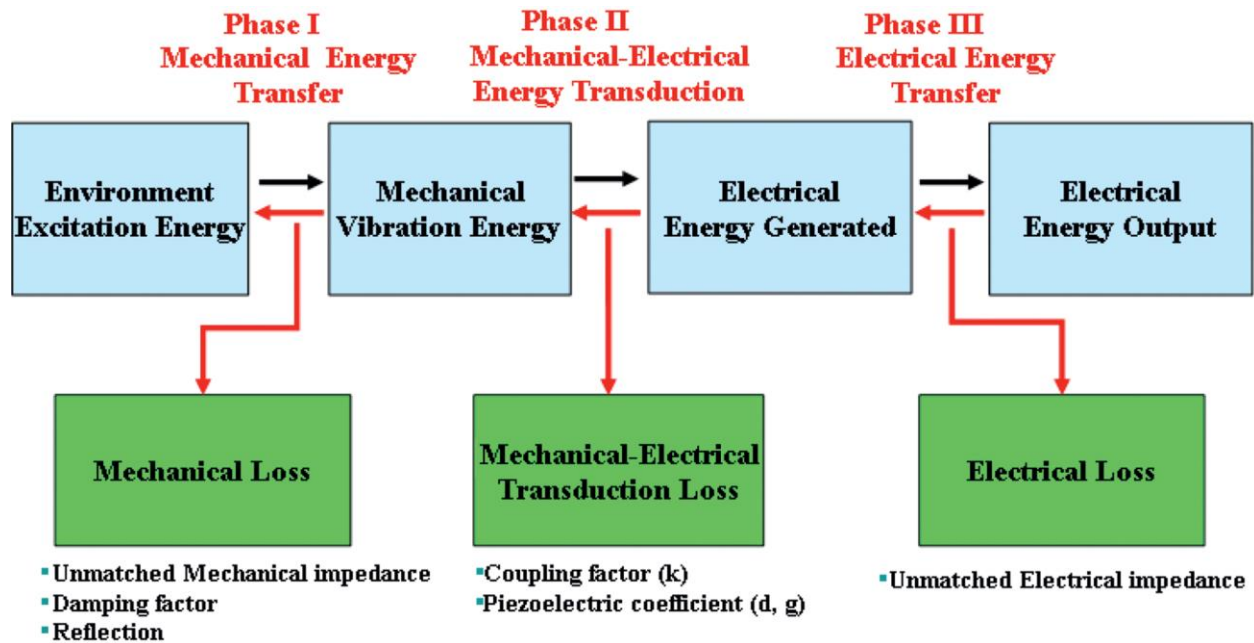 Phase I
Mechanical Energy
Transfer
Phase II
Mechanical-Electrical
Energy Transduction
Phase III
Electrical Energy
Transfer
Environment
Excitation Energy
Mechanical
Vibration Energy
Electrical
Energy Generated
Electrical
Energy Output
Mechanical Loss
Mechanical-Electrical
Transduction Loss
Electrical Loss
▪Unmatched Mechanical impedance
▪Damping factor
▪Reflection
▪Coupling factor (k)
▪Piezoelectric coefficient (d, g)
▪Unmatched Electrical impedance